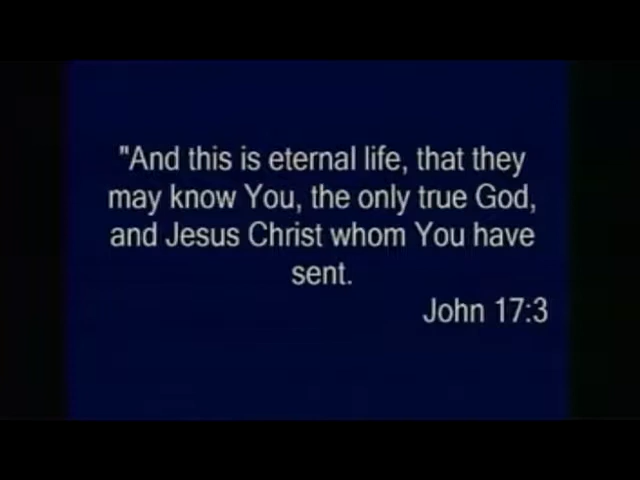 "And this is eternal life, that they
may know You, the only true God,
and Jesus Christ whom You have
sent.
John 17:3